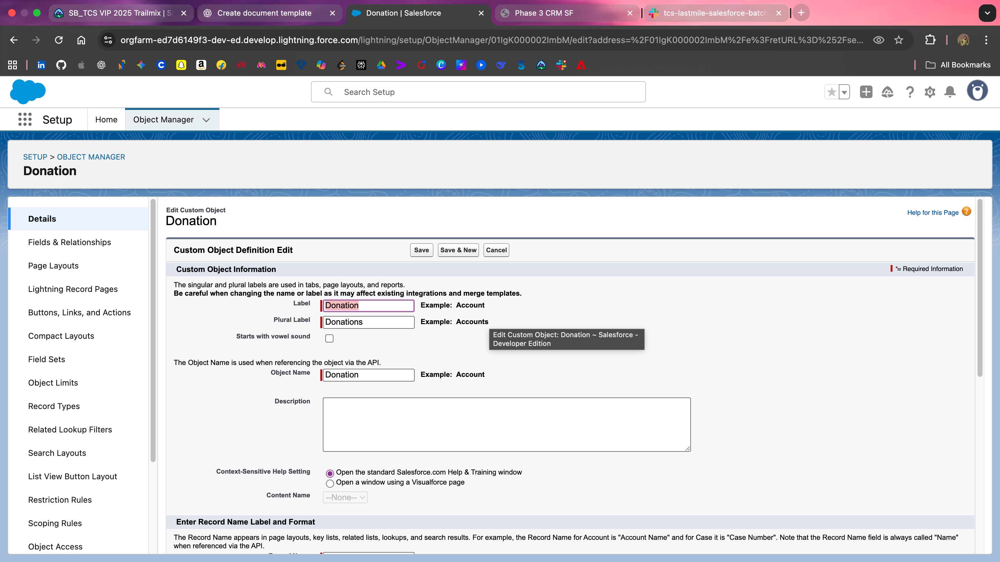 SB_TCS VIP 2025 Trailmix | S
Create document template
Donation | Salesforce
Phase 3 CRM SF
tcs-lastmile-salesforce-batch
orgfarm-ed7d6149f3-dev-ed.develop.lightning.force.com/lightning/setup/ObjectManager/01IgK000002ImbM/edit?address=%2F01IgK000002ImbM%2Fe%3FretURL%3D%252Fse...
All Bookmarks
Search Setup
Setup
Home
Object Manager
SETUP > OBJECT MANAGER
Donation
Details
Fields & Relationships
Page Layouts
Lightning Record Pages
Buttons, Links, and Actions
Compact Layouts
Field Sets
Object Limits
Record Types
Related Lookup Filters
Search Layouts
List View Button Layout
Restriction Rules
Scoping Rules
Object Access
Edit Custom Object
Donation
Help for this Page
Custom Object Definition Edit
Save
Save & New
Cancel
Custom Object Information
*= Required Information
The singular and plural labels are used in tabs, page layouts, and reports.
Be careful when changing the name or label as it may affect existing integrations and merge templates.
Label
Donation
Example: Account
Plural Label
Donations
Example: Accounts
Starts with vowel sound
Edit Custom Object: Donation ~ Salesforce -
Developer Edition
The Object Name is used when referencing the object via the API.
Object Name
Donation
Example: Account
Description
Context-Sensitive Help Setting
Open the standard Salesforce.com Help & Training window
Open a window using a Visualforce page
Content Name
--None--
Enter Record Name Label and Format
The Record Name appears in page layouts, key lists, related lists, lookups, and search results. For example, the Record Name for Account is "Account Name" and for Case it is "Case Number". Note that the Record Name field is always called "Name"
when referenced via the API.